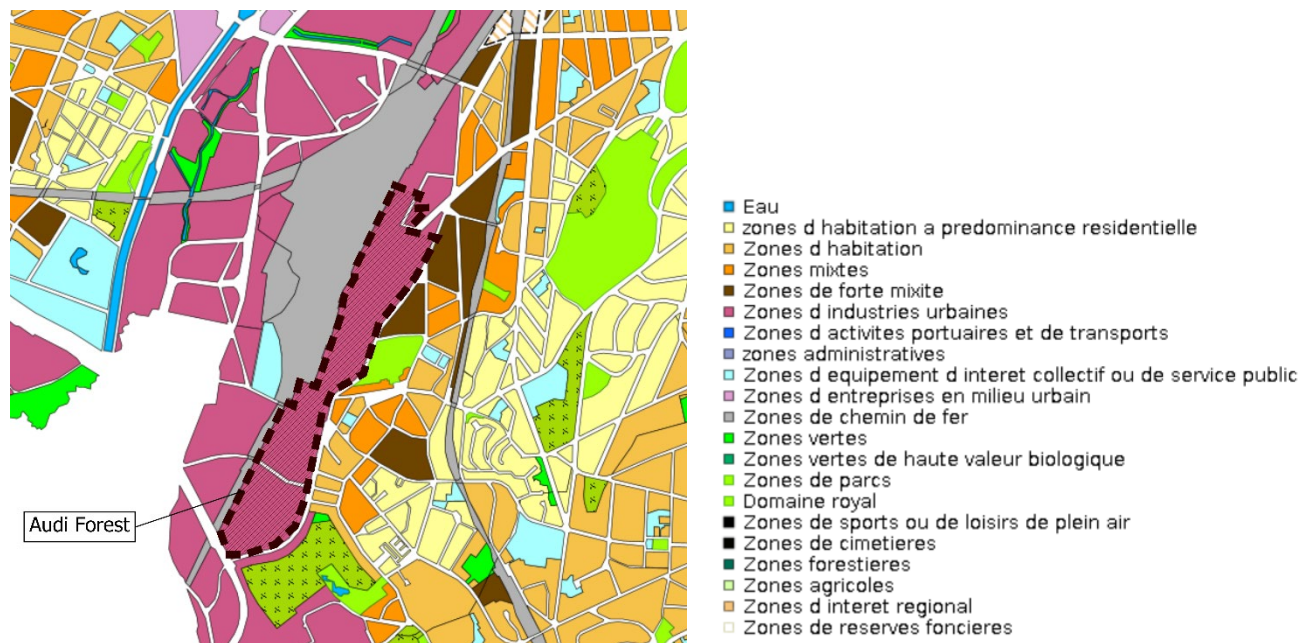 Audi Forest
Eau
zones d habitation a predominance residentielle
Zones d habitation
Zones mixtes
Zones de forte mixite
Zones d industries urbaines
Zones d activites portuaires et de transports
zones administratives
Zones d equipement d interet collectif ou de service public
Zones d entreprises en milieu urbain
Zones de chemin de fer
Zones vertes
Zones vertes de haute valeur biologique
Zones de parcs
Domaine royal
Zones de sports ou de loisirs de plein air
Zones de cimetieres
Zones forestieres
Zones agricoles
Zones d interet regional
Zones de reserves foncieres